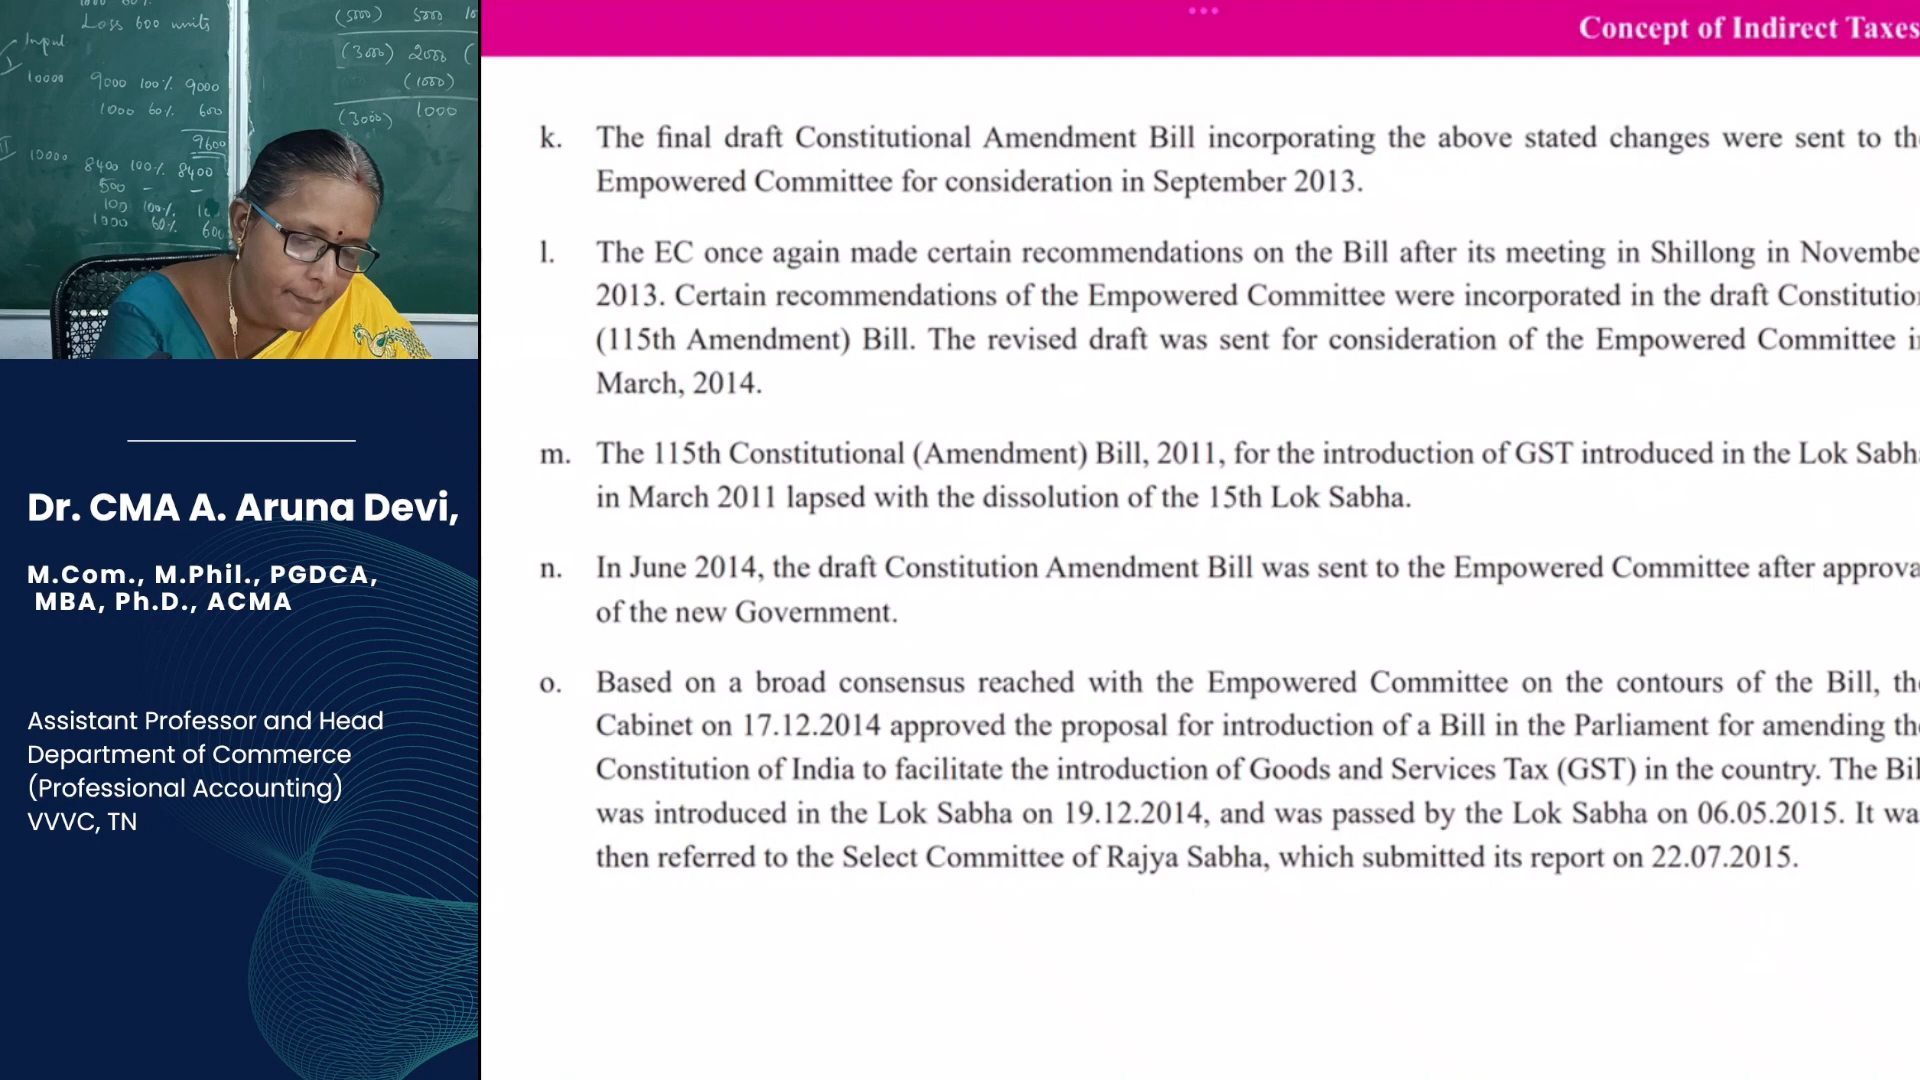 Loss 600 units
Input
10000 9000 100% 9000
1000 60% 600
9600
II 10000 8400 100% 8400
500 - -
100 100%
1000 60% 600
(5000) 5000
(3000) 2000 (
(1000)
(3000) 1000
Dr. CMA A. Aruna Devi,
M.Com., M.Phil., PGDCA,
MBA, Ph.D., ACMA
Assistant Professor and Head
Department of Commerce
(Professional Accounting)
VVVC, TN
Concept of Indirect Taxes
k. The final draft Constitutional Amendment Bill incorporating the above stated changes were sent to th
Empowered Committee for consideration in September 2013.
l. The EC once again made certain recommendations on the Bill after its meeting in Shillong in Novembe
2013. Certain recommendations of the Empowered Committee were incorporated in the draft Constitutio
(115th Amendment) Bill. The revised draft was sent for consideration of the Empowered Committee i
March, 2014.
m. The 115th Constitutional (Amendment) Bill, 2011, for the introduction of GST introduced in the Lok Sabh
in March 2011 lapsed with the dissolution of the 15th Lok Sabha.
n. In June 2014, the draft Constitution Amendment Bill was sent to the Empowered Committee after approva
of the new Government.
o. Based on a broad consensus reached with the Empowered Committee on the contours of the Bill, th
Cabinet on 17.12.2014 approved the proposal for introduction of a Bill in the Parliament for amending th
Constitution of India to facilitate the introduction of Goods and Services Tax (GST) in the country. The Bil
was introduced in the Lok Sabha on 19.12.2014, and was passed by the Lok Sabha on 06.05.2015. It wa
then referred to the Select Committee of Rajya Sabha, which submitted its report on 22.07.2015.